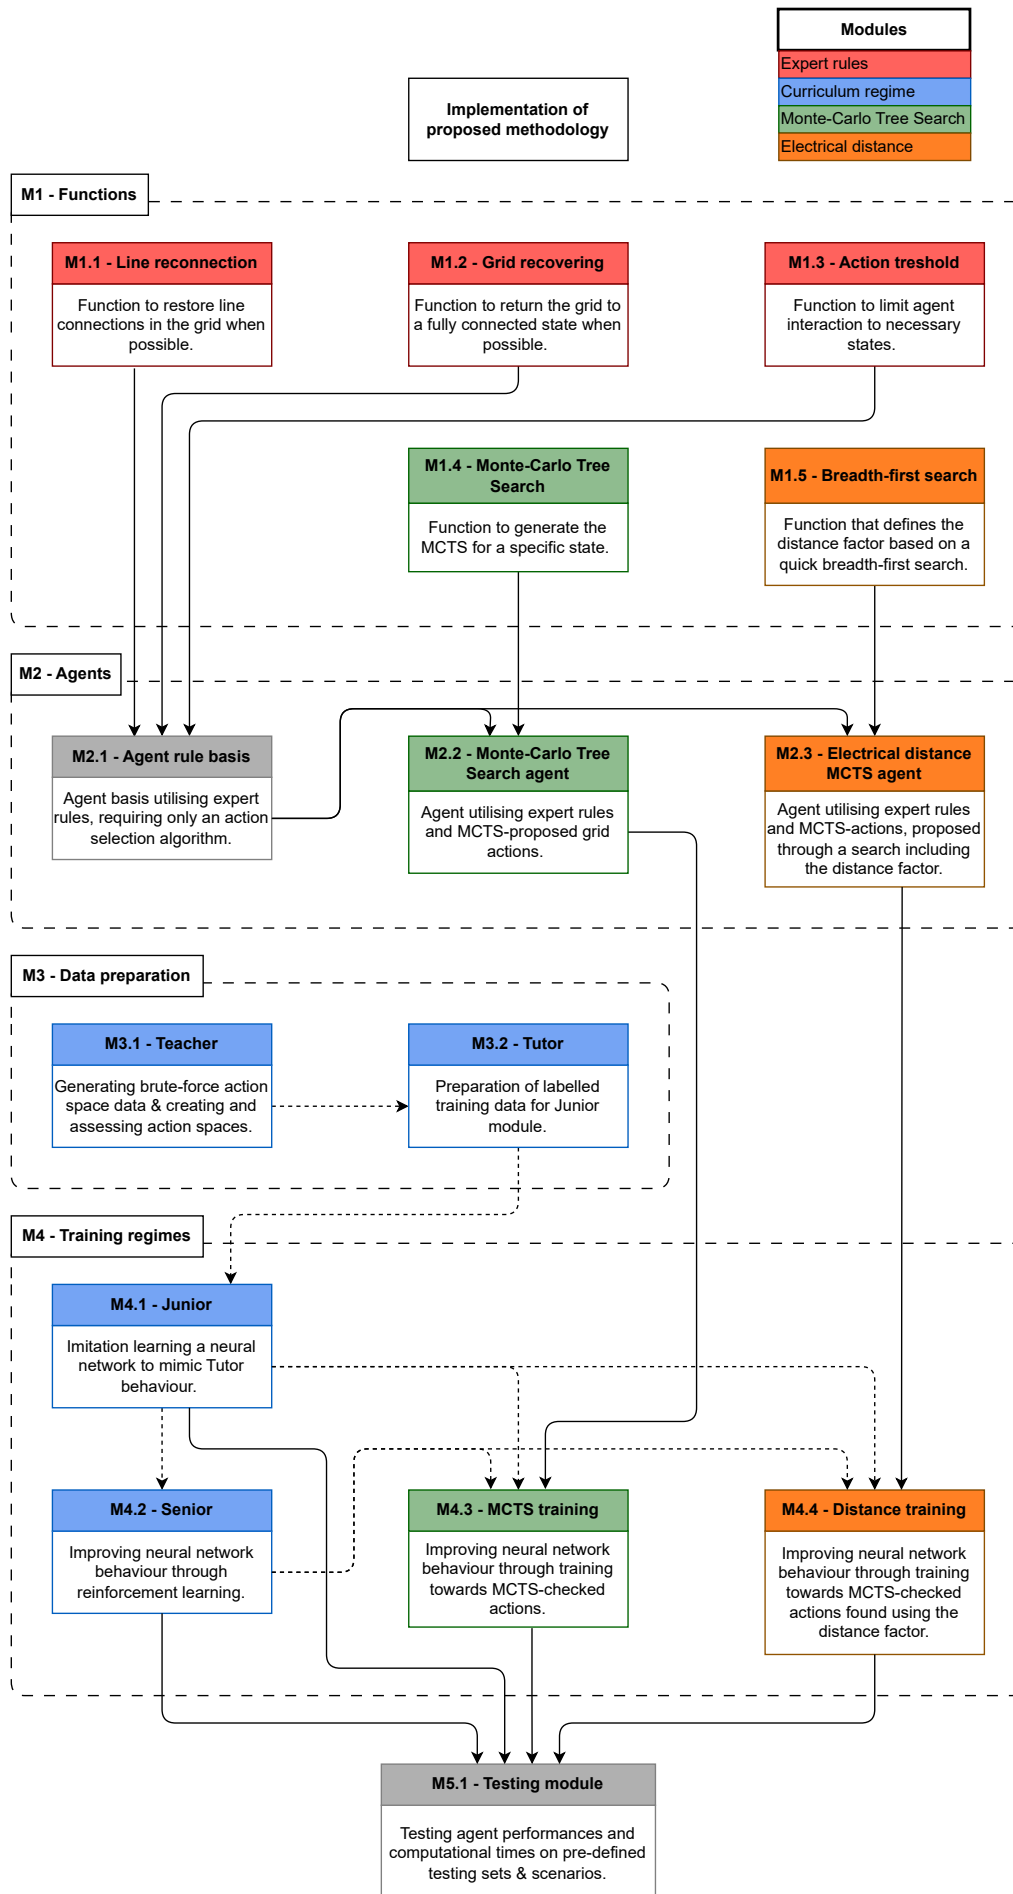 Modules
Expert rules
Curriculum regime
Monte-Carlo Tree Search
Electrical distance
Implementation of
proposed methodology
M1 - Functions
M1.1 - Line reconnection
Function to restore line
connections in the grid when
possible.
M1.2 - Grid recovering
Function to return the grid to
a fully connected state when
possible.
M1.3 - Action treshold
Function to limit agent
interaction to necessary
states.
M1.4 - Monte-Carlo Tree
Search
Function to generate the
MCTS for a specific state.
M1.5 - Breadth-first search
Function that defines the
distance factor based on a
quick breadth-first search.
M2 - Agents
M2.1 - Agent rule basis
Agent basis utilising expert
rules, requiring only an action
selection algorithm.
M2.2 - Monte-Carlo Tree
Search agent
Agent utilising expert rules
and MCTS-proposed grid
actions.
M2.3 - Electrical distance
MCTS agent
Agent utilising expert rules
and MCTS-actions, proposed
through a search including
the distance factor.
M3 - Data preparation
M3.1 - Teacher
Generating brute-force action
space data & creating and
assessing action spaces.
M3.2 - Tutor
Preparation of labelled
training data for Junior
module.
M4 - Training regimes
M4.1 - Junior
Imitation learning a neural
network to mimic Tutor
behaviour.
M4.2 - Senior
Improving neural network
behaviour through
reinforcement learning.
M4.3 - MCTS training
Improving neural network
behaviour through training
towards MCTS-checked
actions.
M4.4 - Distance training
Improving neural network
behaviour through training
towards MCTS-checked
actions found using the
distance factor.
M5.1 - Testing module
Testing agent performances and
computational times on pre-defined
testing sets & scenarios.